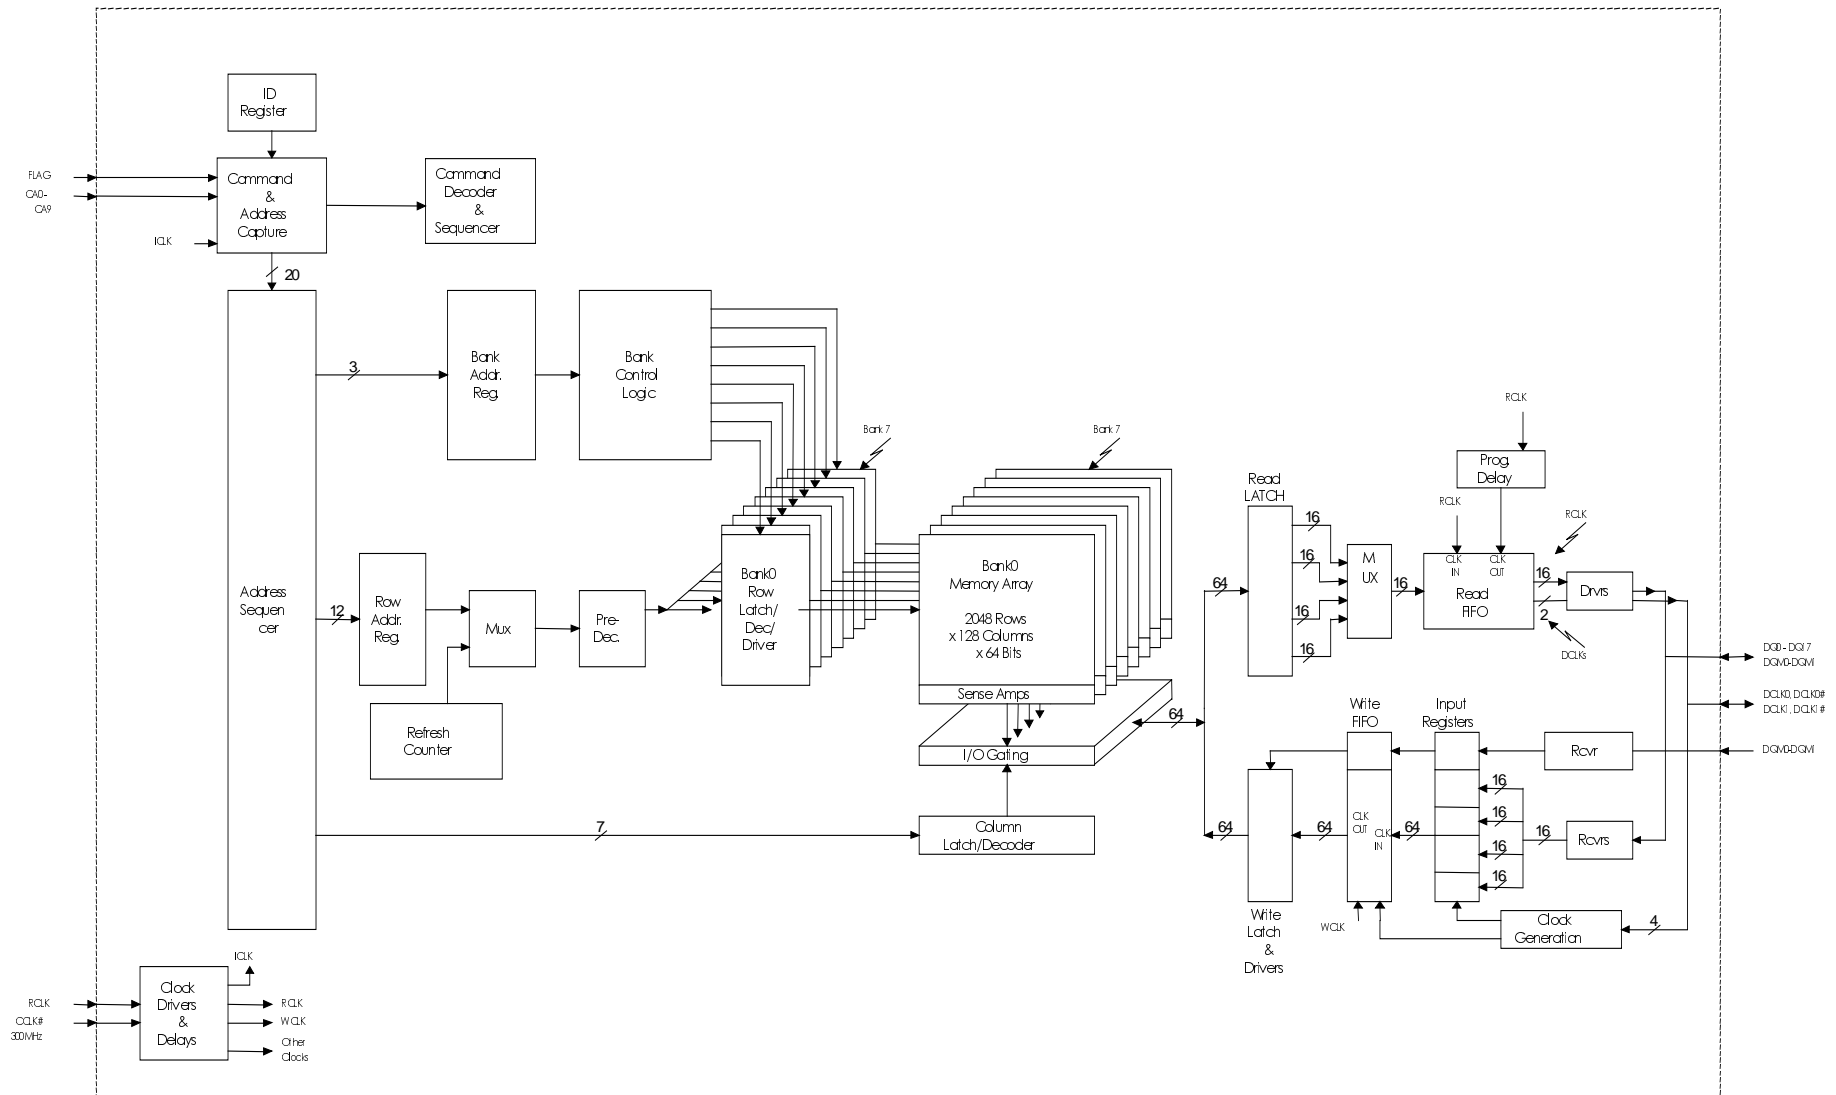 ID
Register
FLAG
CA0-
CA9
Command
&
Address
Capture
Command
Decoder
&
Sequencer
ICLK
20
3
Bank
Addr.
Reg.
Bank
Control
Logic
Bank 7
Bank 7
RCLK
Prog.
Delay
Read
LATCH
RCLK
RCLK
16
16
16
16
M
UX
16
CLK
IN
CLK
OUT
Read
FIFO
16
2
Drvrs
DCLKs
64
Address
Sequen
cer
12
Row
Addr.
Reg.
Mux
Pre-
Dec.
Bank0
Row
Latch/
Dec/
Driver
Bank0
Memory Array
2048 Rows
x 128 Columns
x 64 Bits
Sense Amps
I/O Gating
64
Refresh
Counter
DQ0 - DQ17
DQM0-DQM1
DCLK0, DCLK0#
DCLK1, DCLK1#
DQM0-DQM1
Write
FIFO
Input
Registers
Rcvr
16
16
16
16
16
Rcvrs
7
Column
Latch/Decoder
64
64
CLK
OUT
CLK
IN
64
Write
Latch
&
Drivers
WCLK
Clock
Generation
4
ICLK
RCLK
CCLK#
300MHz
Clock
Drivers
&
Delays
RCLK
WCLK
Other
Clocks